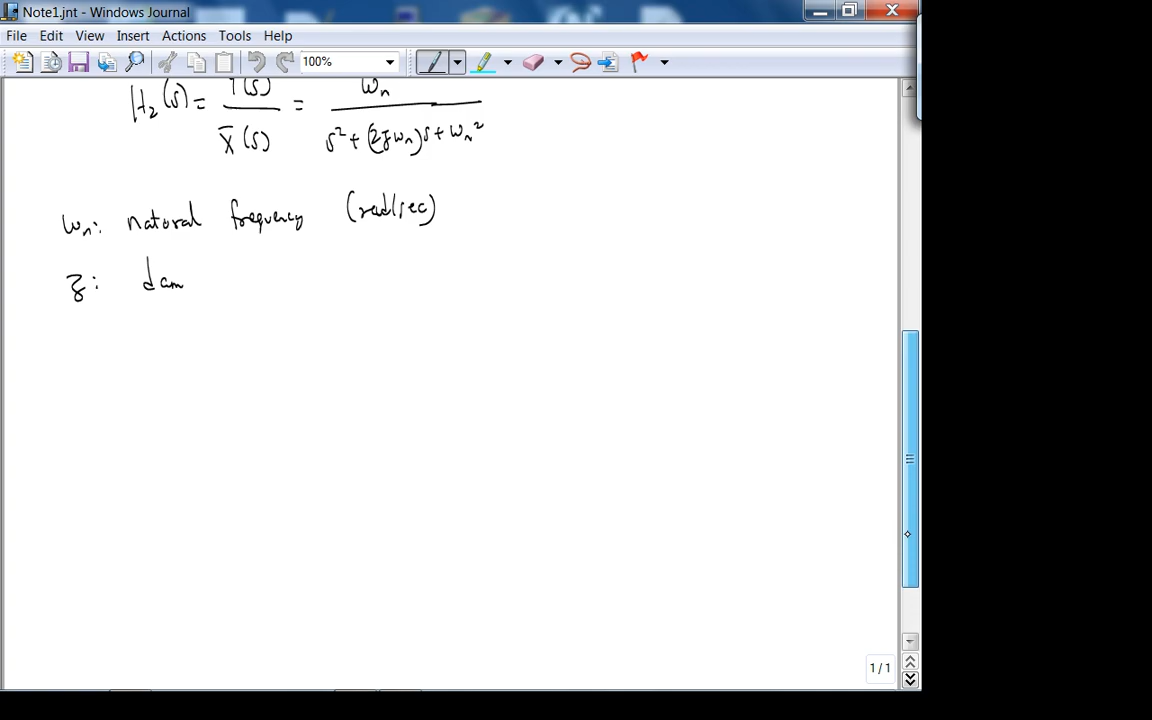 Note1.jnt - Windows Journal
File Edit View Insert Actions Tools Help
100%
H₂(s) = Y(s) / X(s) = ωn / s² + (2ζωn)s + ωn²
ωn: natural frequency (rad/sec)
ζ: dam
1 / 1